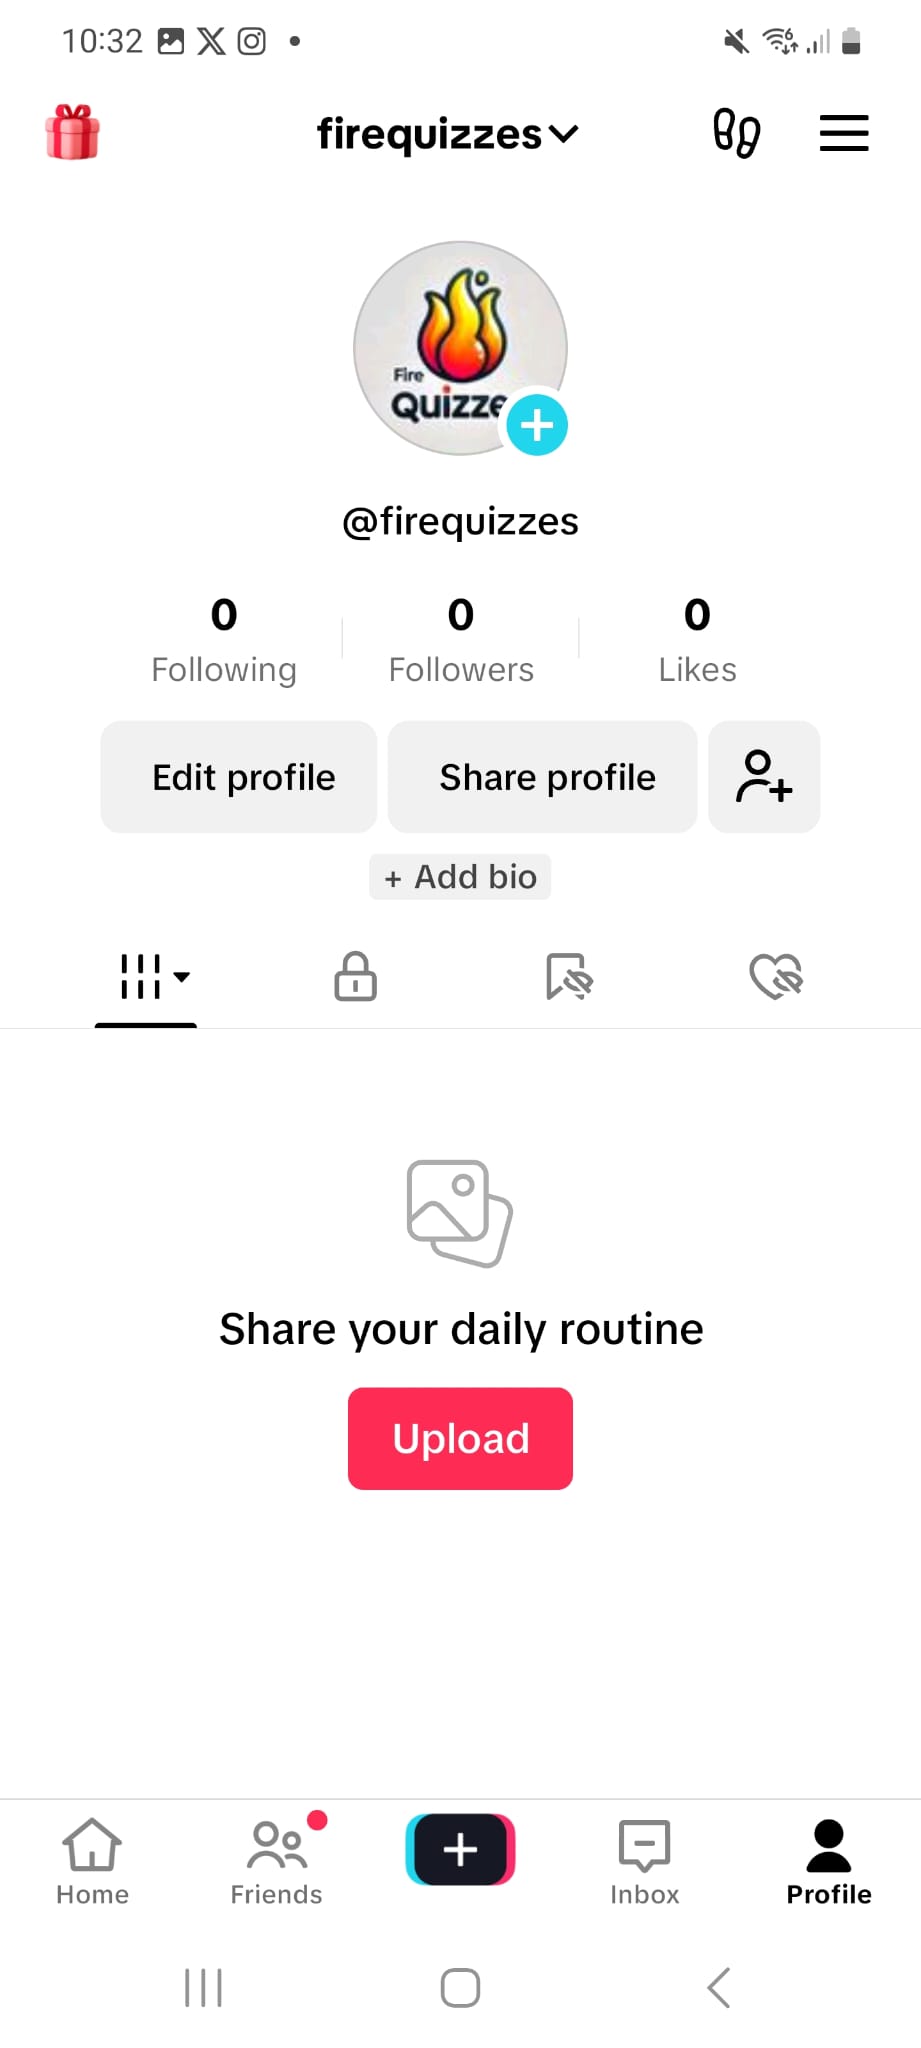 10:32
firequizzes
Fire
Quizze
@firequizzes
0 0 0
Following Followers Likes
Edit profile Share profile
+ Add bio
Share your daily routine
Upload
Home Friends Inbox Profile